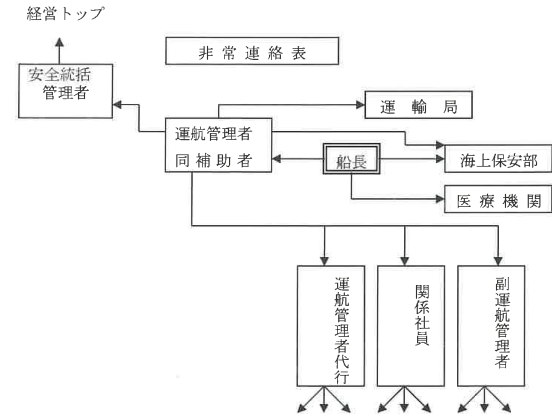 経営トップ
非常連絡表
安全統括
管理者
運輸局
運航管理者
同補助者
船長
海上保安部
医療機関
運航管理者代行
関係社員
副運航管理者